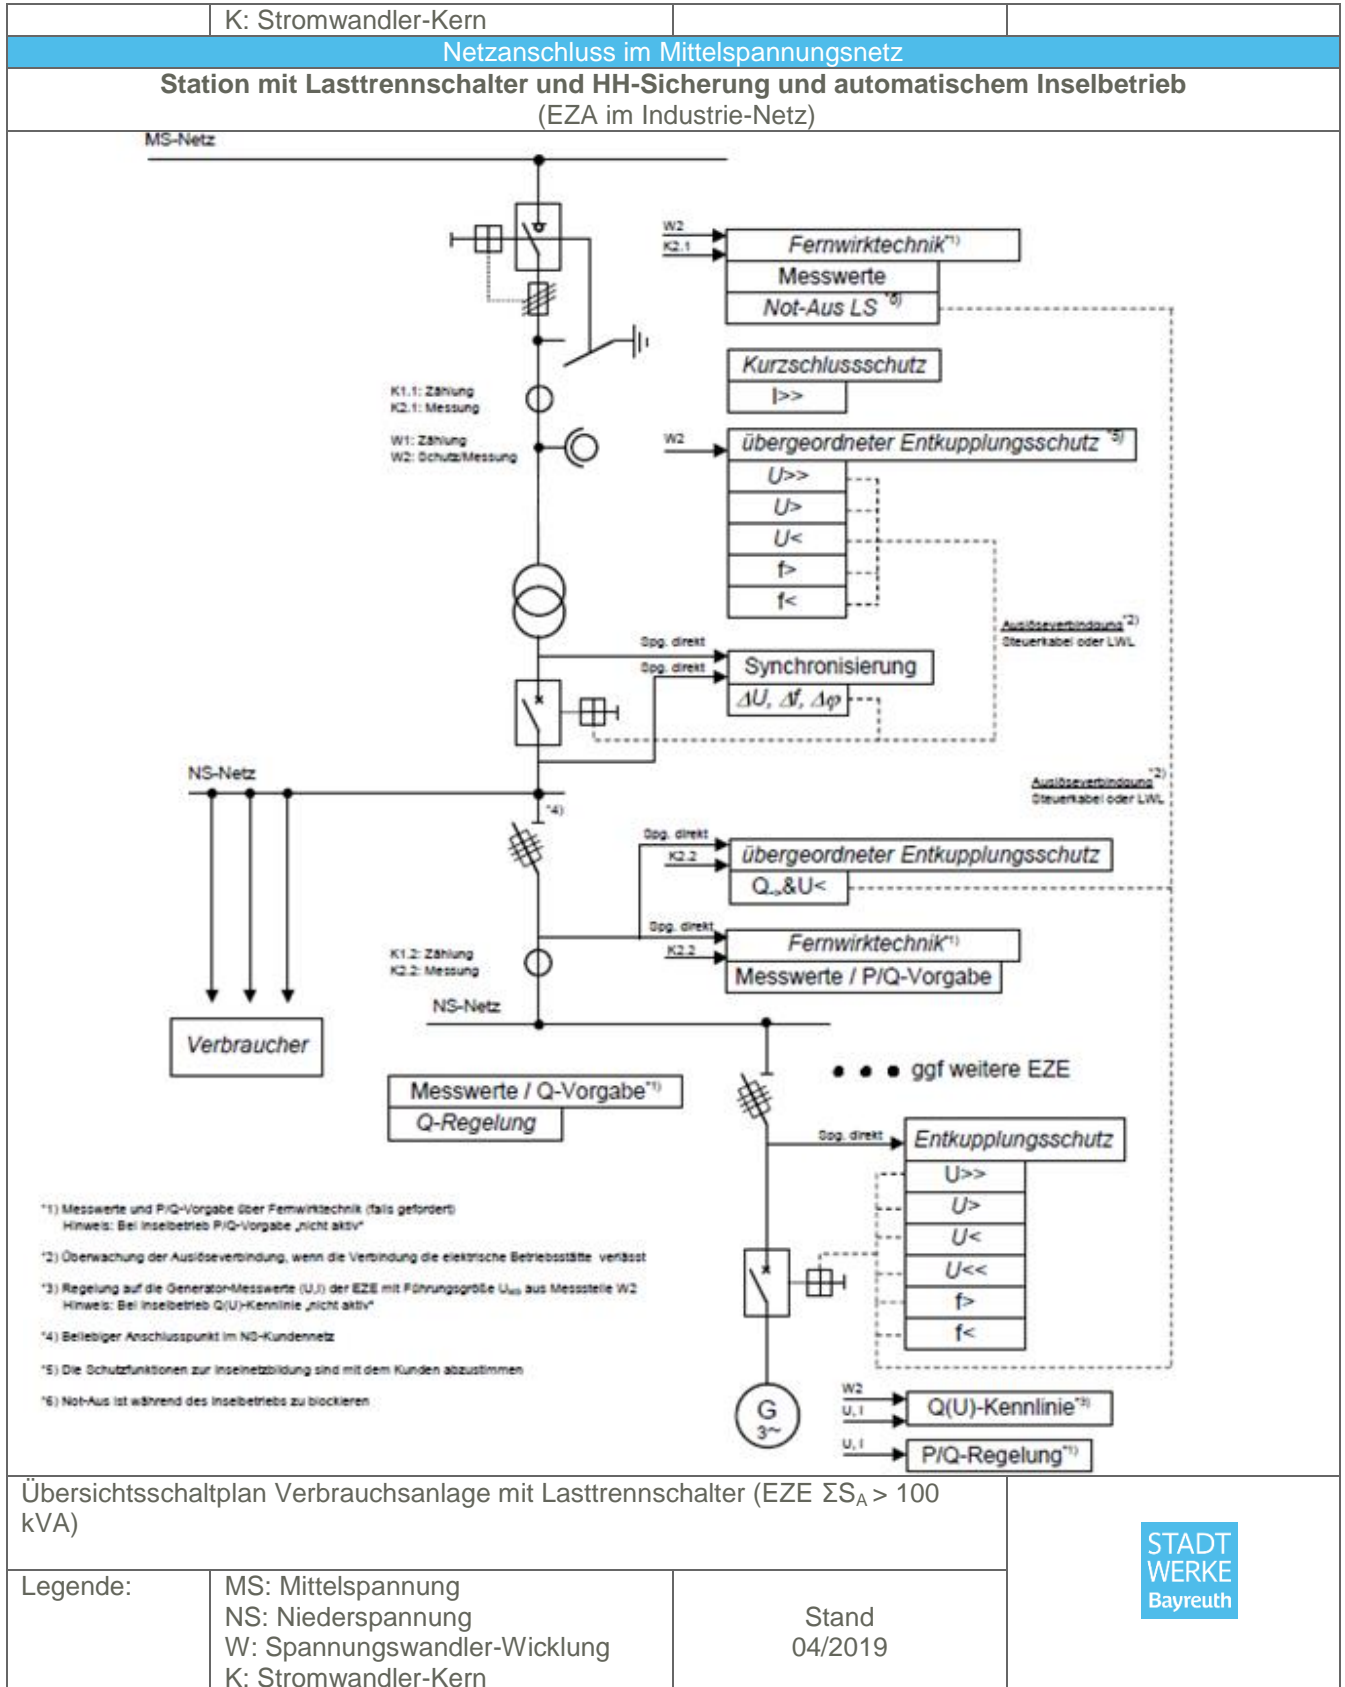 K: Stromwandler-Kern
Netzanschluss im Mittelspannungsnetz
Station mit Lasttrennschalter und HH-Sicherung und automatischem Inselbetrieb
(EZA im Industrie-Netz)
MS-Netz
W2
K2.1
Fernwirktechnik*1)
Messwerte
Not-Aus LS *6)
Kurzschlussschutz
I>>
K1.1: Zählung
K2.1: Messung
W1: Zählung
W2: Schutz/Messung
W2
übergeordneter Entkupplungsschutz *5)
U>>
U>
U<
f>
f<
Auslöseverbindung*2)
Steuerkabel oder LWL
Spg. direkt
Spg. direkt
Synchronisierung
ΔU, Δf, Δφ
NS-Netz
Auslöseverbindung*2)
Steuerkabel oder LWL
*4)
Spg. direkt
K2.2
übergeordneter Entkupplungsschutz
Q->&U<
Spg. direkt
K2.2
Fernwirktechnik*1)
Messwerte / P/Q-Vorgabe
K1.2: Zählung
K2.2: Messung
NS-Netz
Verbraucher
ggf weitere EZE
Messwerte / Q-Vorgabe*1)
Q-Regelung
Spg. direkt
Entkupplungsschutz
U>>
U>
U<
U<<
f>
f<
*1) Messwerte und P/Q-Vorgabe über Fernwirktechnik (falls gefordert)
Hinweis: Bei Inselbetrieb P/Q-Vorgabe „nicht aktiv“
*2) Überwachung der Auslöseverbindung, wenn die Verbindung die elektrische Betriebsstätte verlässt
*3) Regelung auf die Generator-Messwerte (U,I) der EZE mit Führungsgröße UMS aus Messstelle W2
Hinweis: Bei Inselbetrieb Q(U)-Kennlinie „nicht aktiv“
*4) Beliebiger Anschlusspunkt im NS-Kundennetz
*5) Die Schutzfunktionen zur Inselnetzbildung sind mit dem Kunden abzustimmen
*6) Not-Aus ist während des Inselbetriebs zu blockieren
G
3~
W2
U, I
Q(U)-Kennlinie*3)
U, I
P/Q-Regelung*1)
Übersichtsschaltplan Verbrauchsanlage mit Lasttrennschalter (EZE ΣSA > 100
kVA)
STADT
WERKE
Bayreuth
Legende:
MS: Mittelspannung
NS: Niederspannung
W: Spannungswandler-Wicklung
K: Stromwandler-Kern
Stand
04/2019